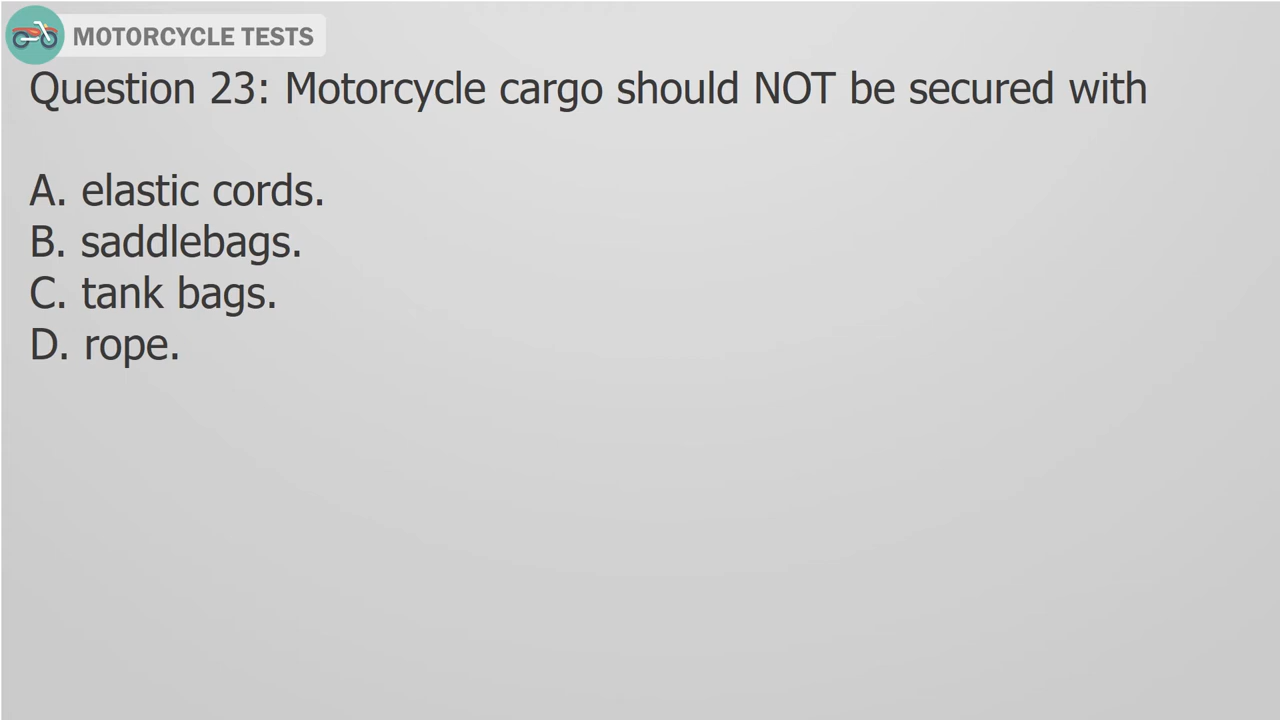 MOTORCYCLE TESTS
Question 23: Motorcycle cargo should NOT be secured with
A. elastic cords.
B. saddlebags.
C. tank bags.
D. rope.